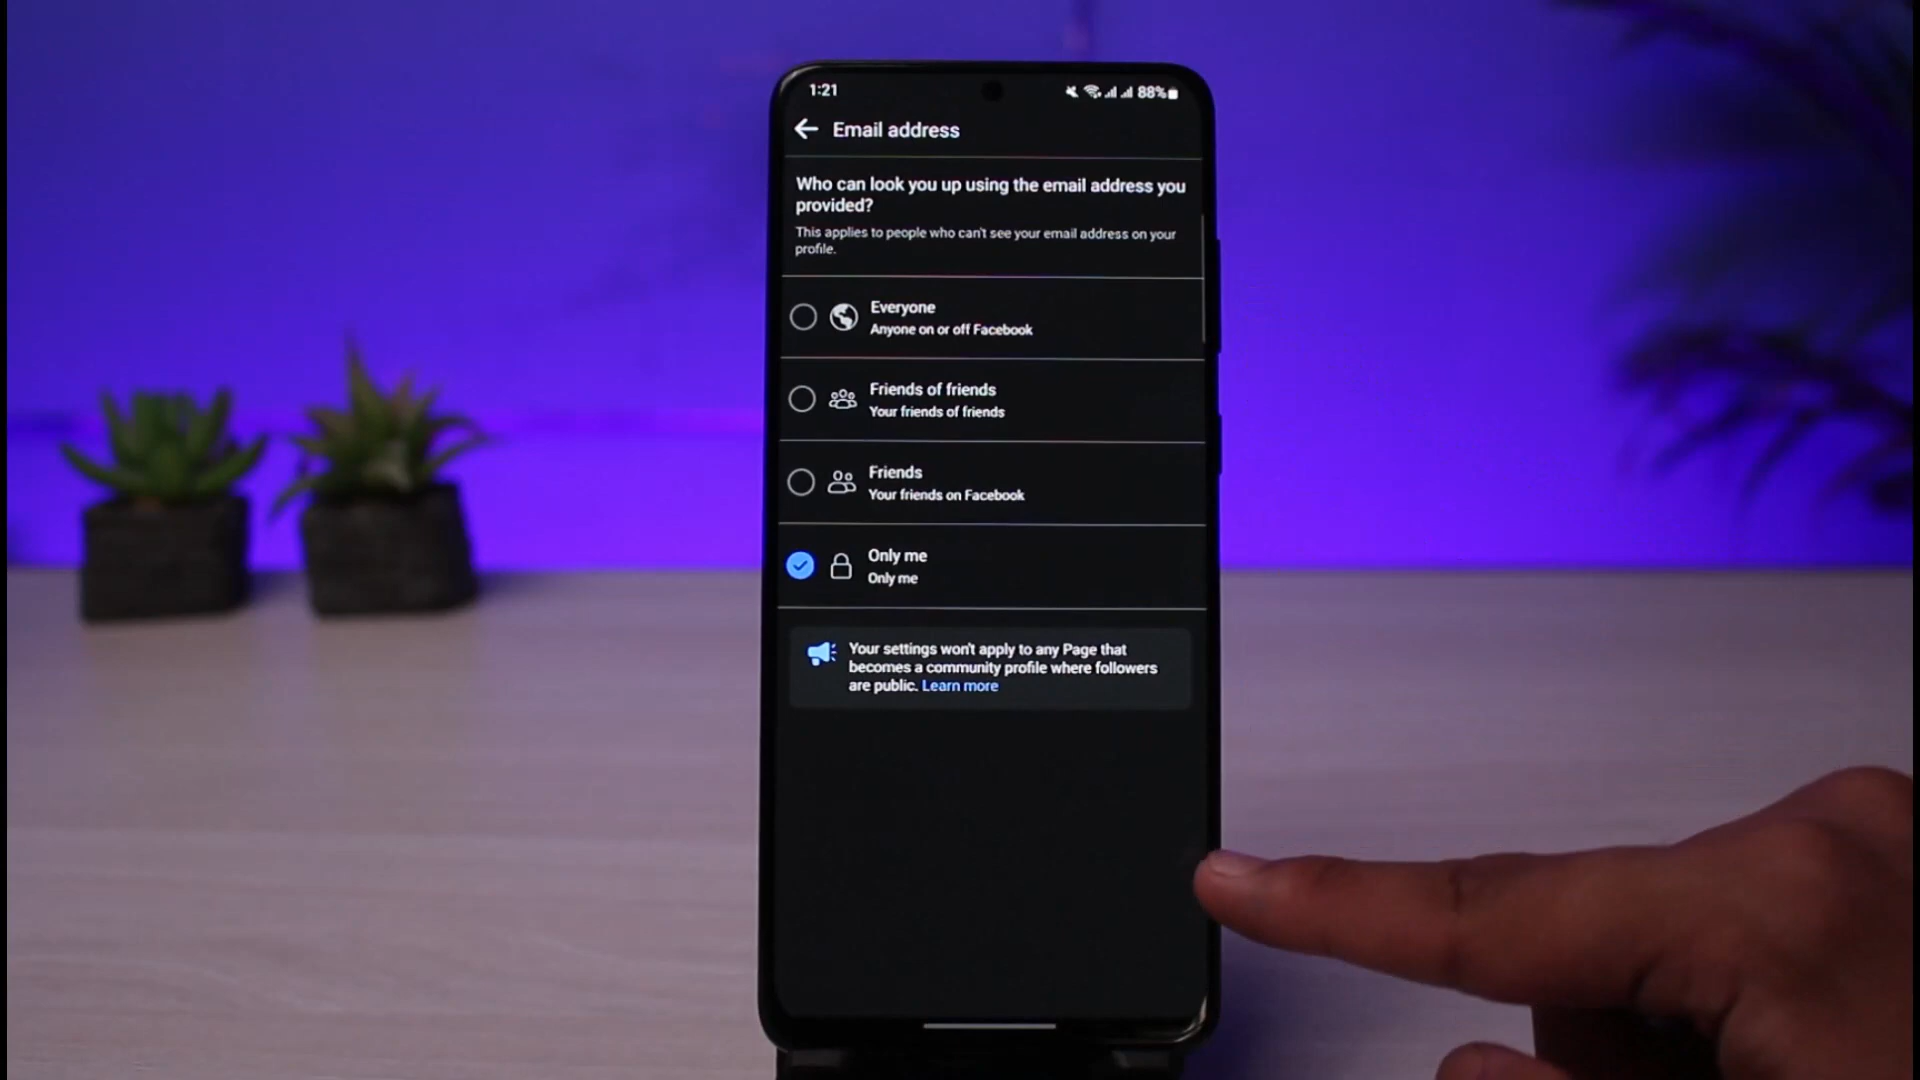 1:21
88%
Email address
Who can look you up using the email address you
provided?
This applies to people who can't see your email address on your
profile.
Everyone
Anyone on or off Facebook
Friends of friends
Your friends of friends
Friends
Your friends on Facebook
Only me
Only me
Your settings won't apply to any Page that
becomes a community profile where followers
are public. Learn more